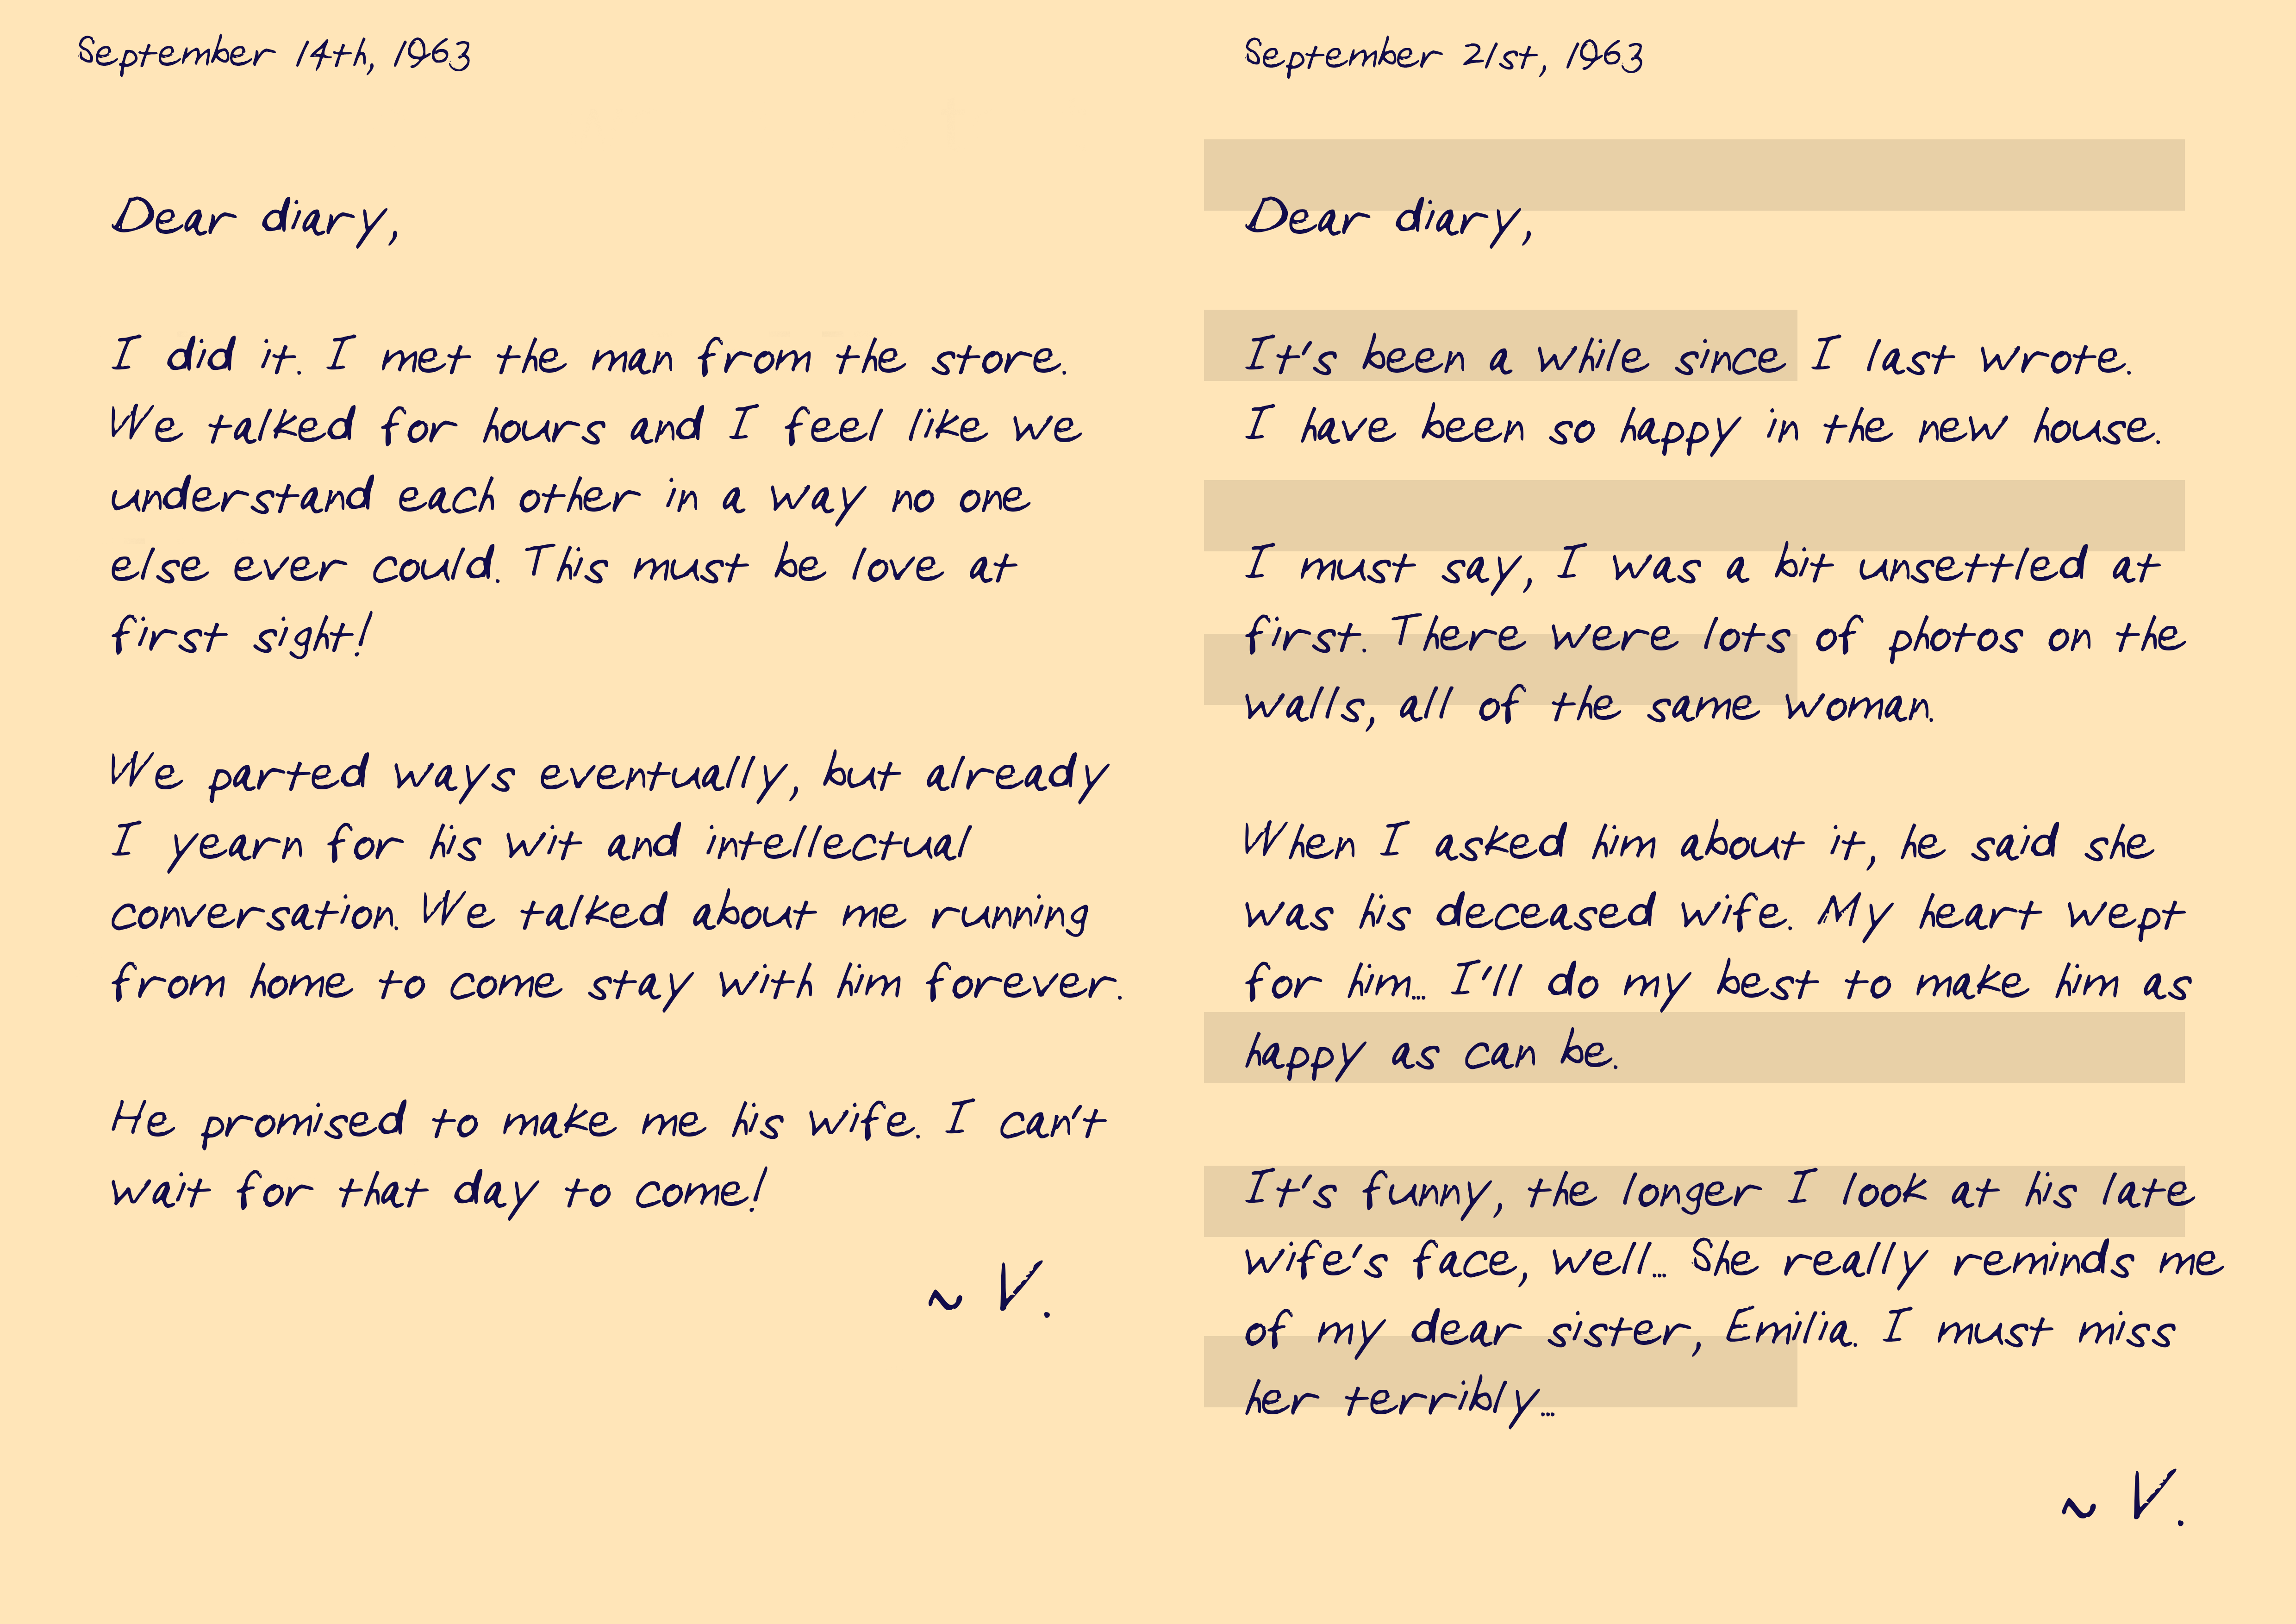 September 14th, 1963
Dear diary,
I did it. I met the man from the store.
We talked for hours and I feel like we
understand each other in a way no one
else ever could. This must be love at
first sight!
We parted ways eventually, but already
I yearn for his wit and intellectual
conversation. We talked about me running
from home to come stay with him forever.
He promised to make me his wife. I can't
wait for that day to come!
~ V.
September 21st, 1963
Dear diary,
It's been a while since I last wrote.
I have been so happy in the new house.
I must say, I was a bit unsettled at
first. There were lots of photos on the
walls, all of the same woman.
When I asked him about it, he said she
was his deceased wife. My heart wept
for him... I'll do my best to make him as
happy as can be.
It's funny, the longer I look at his late
wife's face, well... She really reminds me
of my dear sister, Emilia. I must miss
her terribly...
~ V.